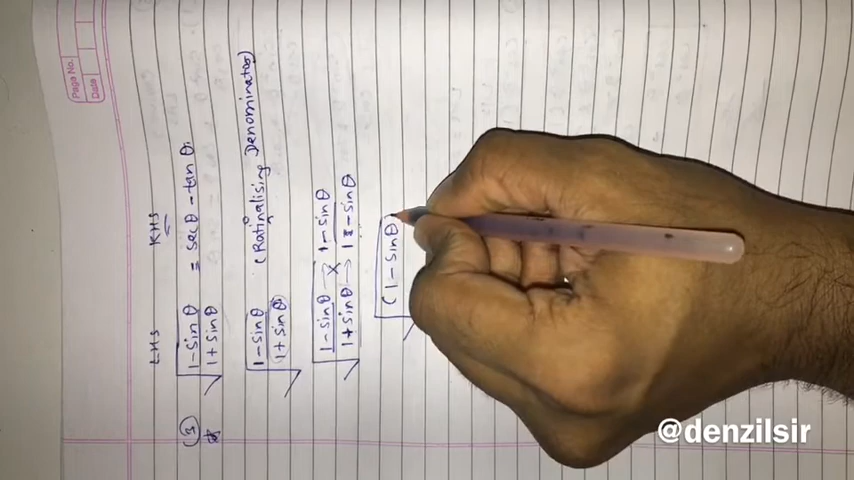 Page No.
Date
LHS RHS
(3) √(1 - sin θ / 1 + sin θ) = sec θ - tan θ
√(1 - sin θ / 1 + sin θ) (Rationalising Denominator)
√(1 - sin θ / 1 + sin θ × 1 - sin θ / 1 - sin θ)
√(1 - sin θ)
@denzilsir